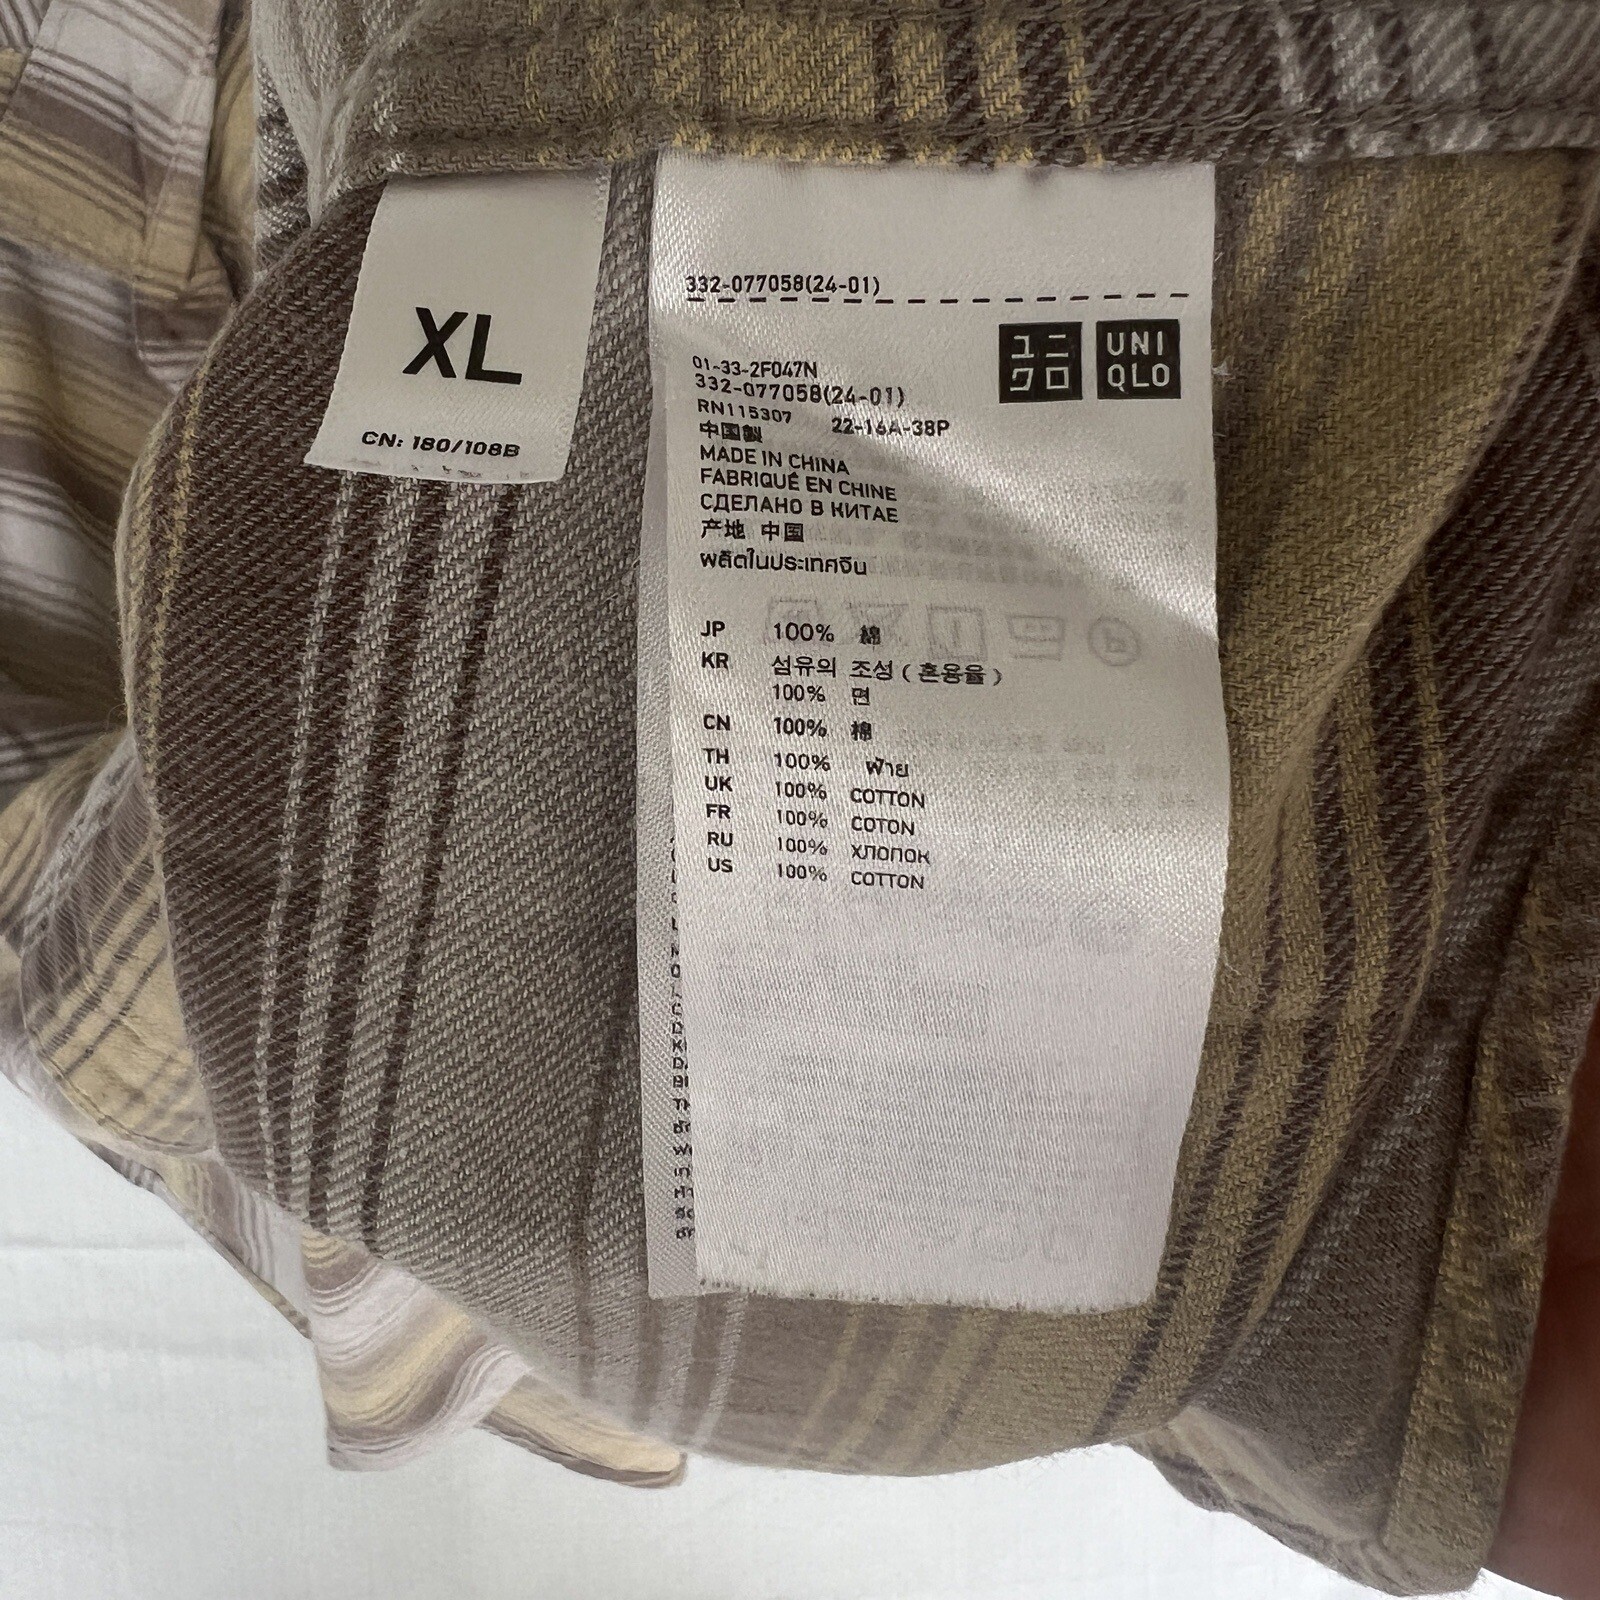 XL
CN: 180/108B
332-077058(24-01)
ユニ
クロ
UNI
QLO
01-33-2F047N
332-077058(24-01)
RN115307 22-16A-38P
中国製
MADE IN CHINA
FABRIQUÉ EN CHINE
СДЕЛАНО В КИТАЕ
产地 中国
ผลิตในประเทศจีน
JP 100% 綿
KR 섬유의 조성 ( 혼용율 )
100% 면
CN 100% 棉
TH 100% ฝ้าย
UK 100% COTTON
FR 100% COTON
RU 100% ХЛОПОК
US 100% COTTON